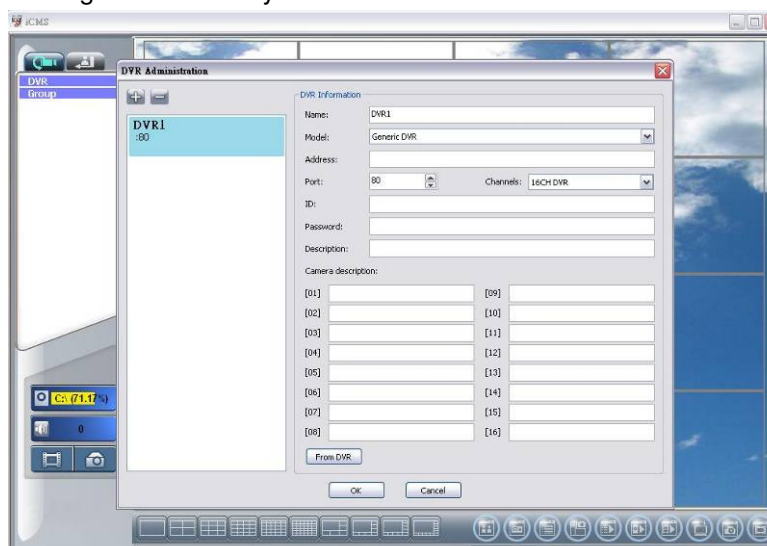 iCMS
DVR
Group
C:\ (71.17%)
0
DVR Administration
DVR1
:80
DVR Information
Name: DVR1
Model: Generic DVR
Address:
Port: 80 Channels: 16CH DVR
ID:
Password:
Description:
Camera description:
[01] [09]
[02] [10]
[03] [11]
[04] [12]
[05] [13]
[06] [14]
[07] [15]
[08] [16]
From DVR
OK Cancel